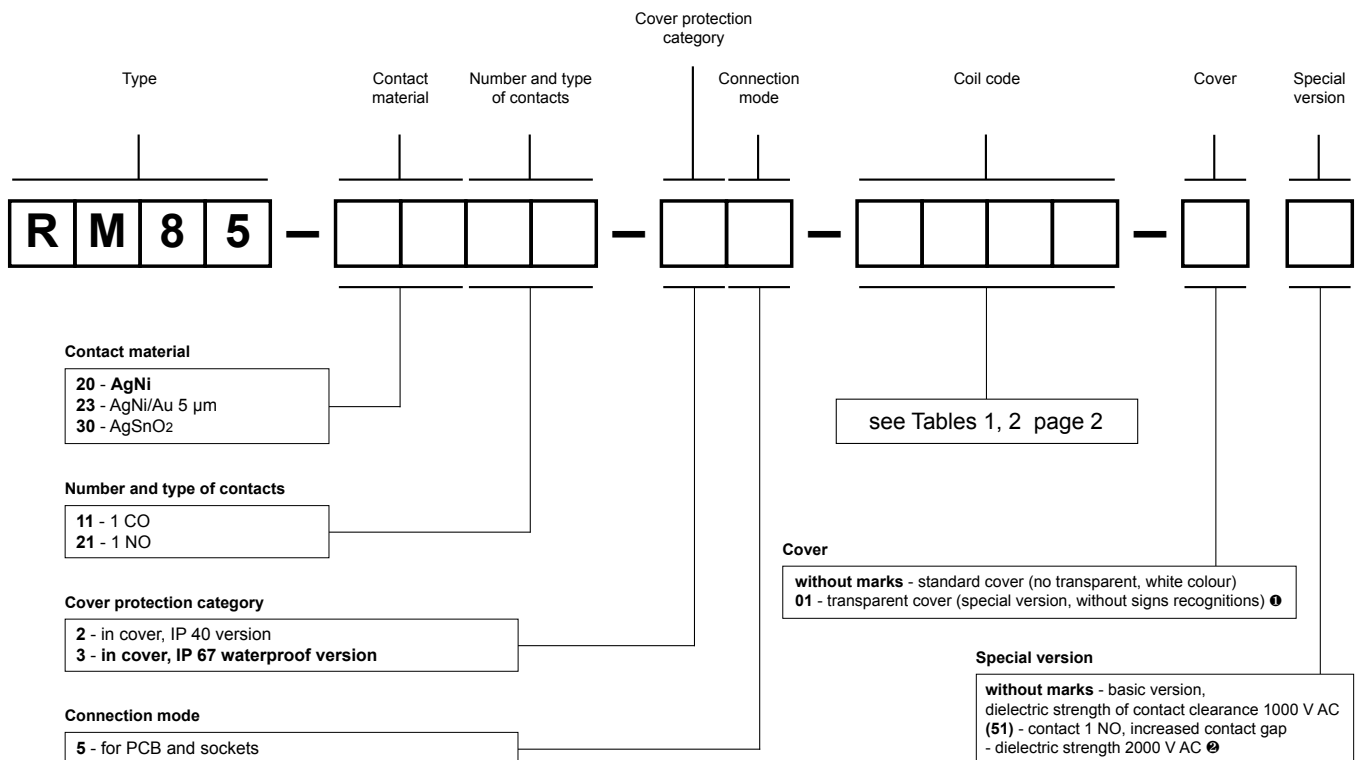 Cover protection
category
Type
Contact
material
Number and type
of contacts
Connection
mode
Coil code
Cover
Special
version
R M 8 5 – – – –
Contact material
20 - AgNi
23 - AgNi/Au 5 µm
30 - AgSnO2
see Tables 1, 2 page 2
Number and type of contacts
11 - 1 CO
21 - 1 NO
Cover
without marks - standard cover (no transparent, white colour)
01 - transparent cover (special version, without signs recognitions) ❶
Cover protection category
2 - in cover, IP 40 version
3 - in cover, IP 67 waterproof version
Special version
without marks - basic version,
dielectric strength of contact clearance 1000 V AC
(51) - contact 1 NO, increased contact gap
- dielectric strength 2000 V AC ❷
Connection mode
5 - for PCB and sockets